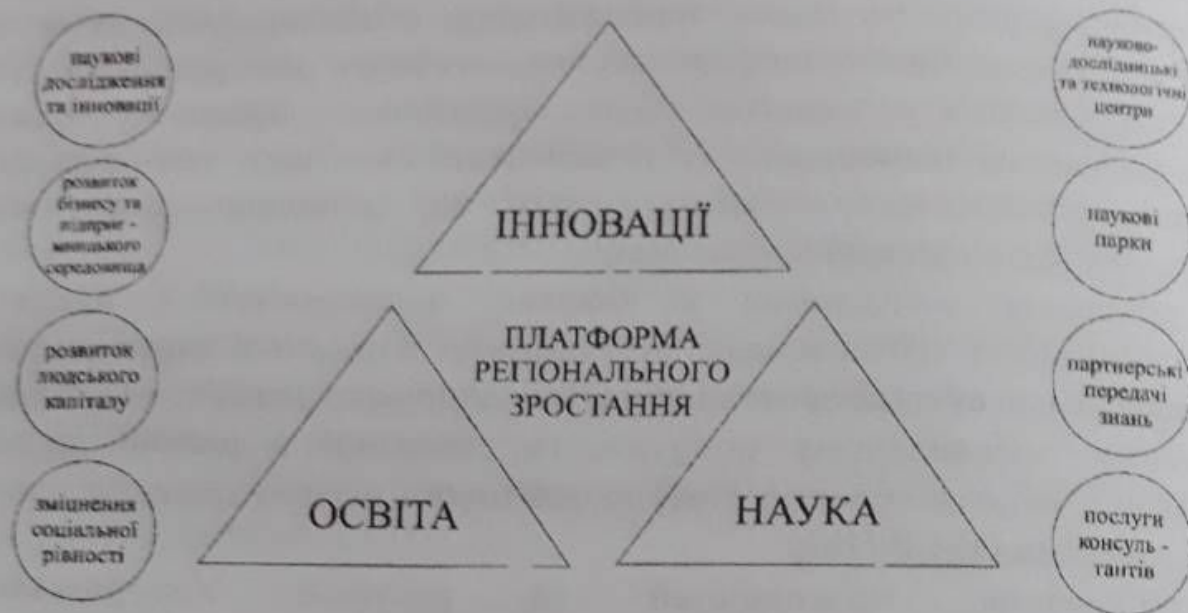 наукові
дослідження
та інновації
розвиток
бізнесу та
підприє -
мницького
середовища
розвиток
людського
капіталу
зміцнення
соціальної
рівності
ІННОВАЦІЇ
ПЛАТФОРМА
РЕГІОНАЛЬНОГО
ЗРОСТАННЯ
ОСВІТА
НАУКА
науково-
дослідницькі
та технологічні
центри
наукові
парки
партнерські
передачі
знань
послуги
консуль -
тантів